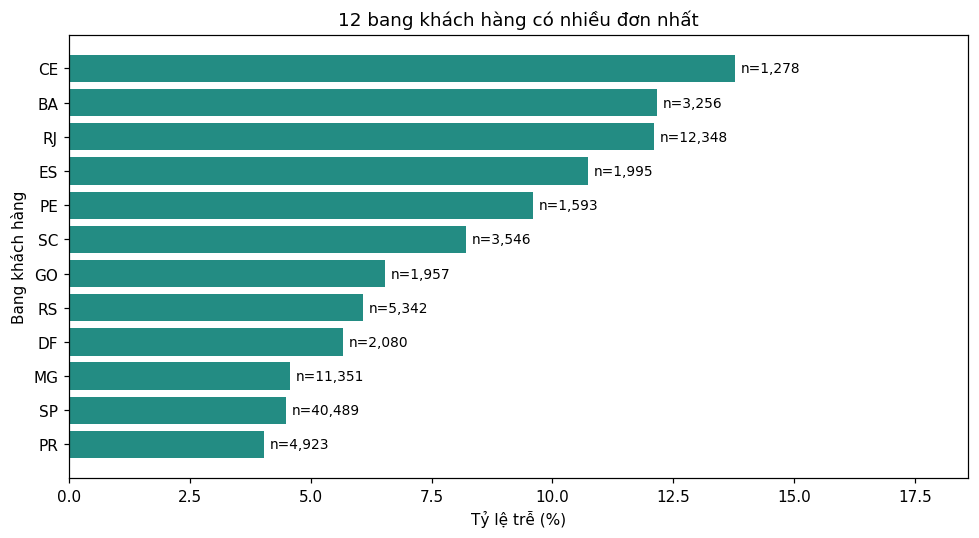 12 bang khách hàng có nhiều đơn nhất
Bang khách hàng
CE n=1,278
BA n=3,256
RJ n=12,348
ES n=1,995
PE n=1,593
SC n=3,546
GO n=1,957
RS n=5,342
DF n=2,080
MG n=11,351
SP n=40,489
PR n=4,923
0.0 2.5 5.0 7.5 10.0 12.5 15.0 17.5
Tỷ lệ trễ (%)